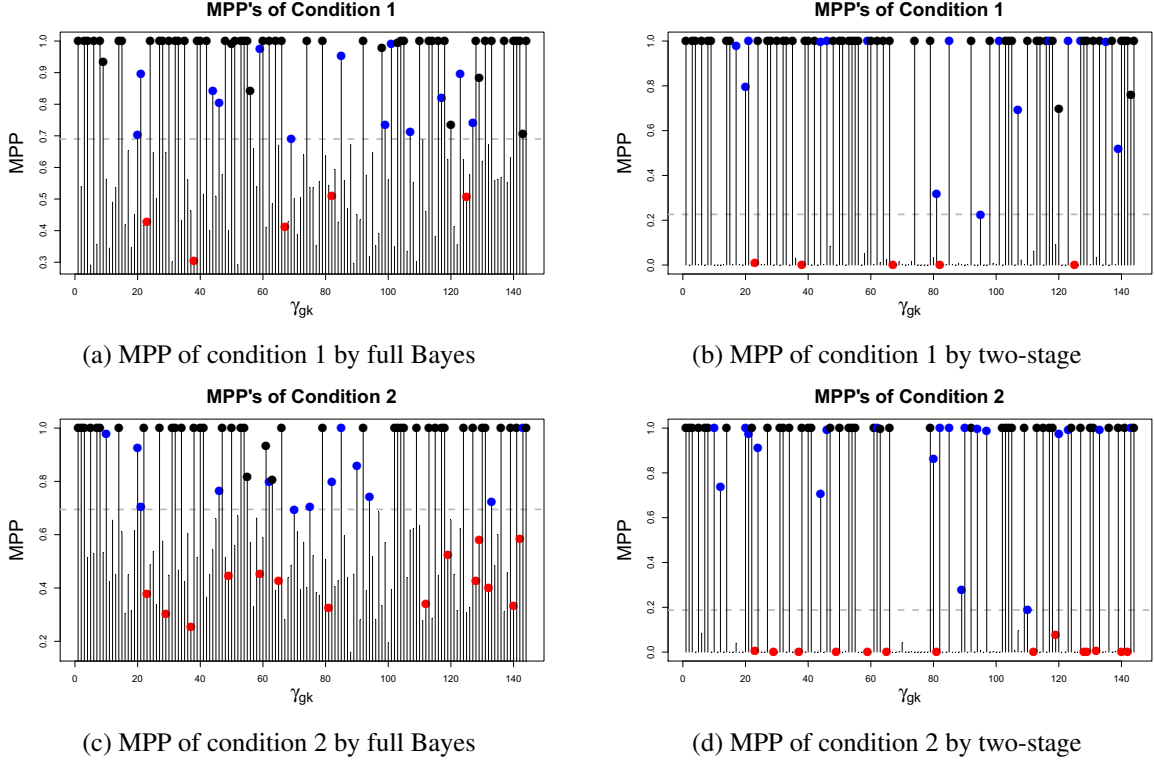 MPP's of Condition 1
MPP
1.0
0.9
0.8
0.7
0.6
0.5
0.4
0.3
0 20 40 60 80 100 120 140
γgk
(a) MPP of condition 1 by full Bayes
MPP's of Condition 1
MPP
1.0
0.8
0.6
0.4
0.2
0.0
0 20 40 60 80 100 120 140
γgk
(b) MPP of condition 1 by two-stage
MPP's of Condition 2
MPP
1.0
0.8
0.6
0.4
0.2
0 20 40 60 80 100 120 140
γgk
(c) MPP of condition 2 by full Bayes
MPP's of Condition 2
MPP
1.0
0.8
0.6
0.4
0.2
0.0
0 20 40 60 80 100 120 140
γgk
(d) MPP of condition 2 by two-stage